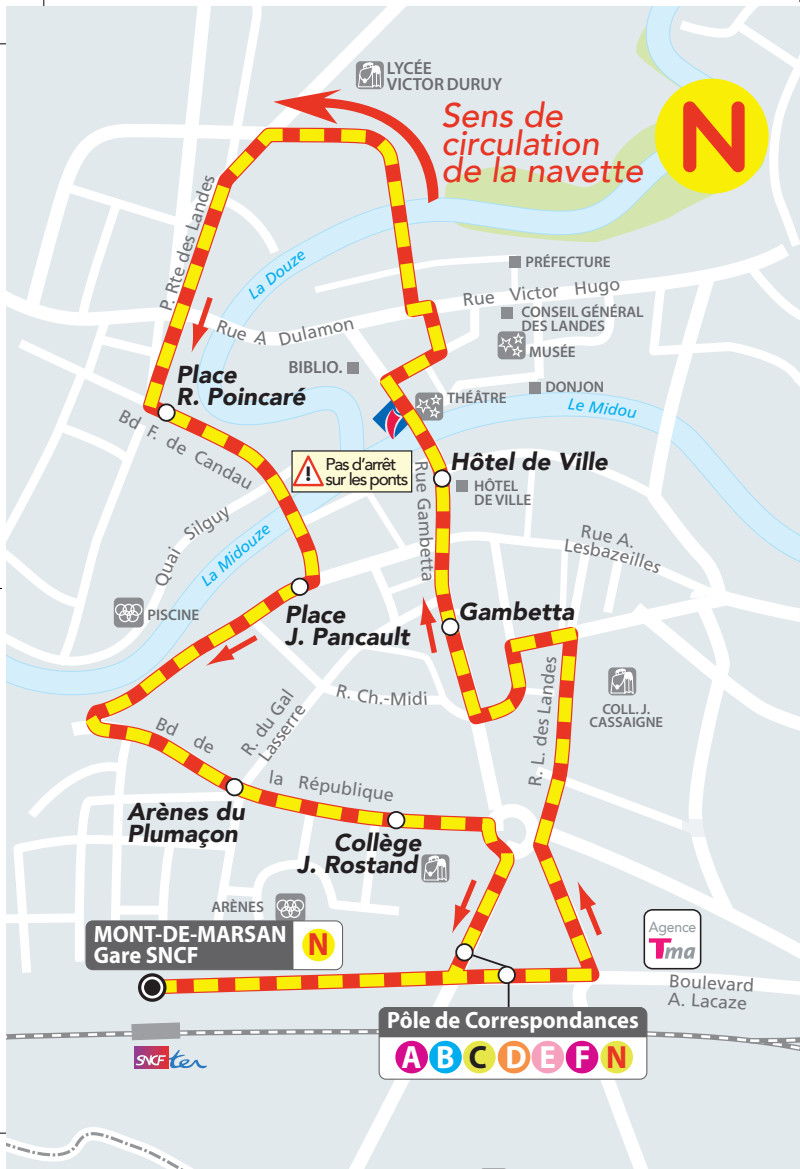 LYCÉE
VICTOR DURUY
Sens de
circulation
de la navette
N
P. Rte des Landes
La Douze
PRÉFECTURE
Rue Victor Hugo
CONSEIL GÉNÉRAL
DES LANDES
Rue A Dulamon
MUSÉE
BIBLIO.
Place
R. Poincaré
DONJON
THÉÂTRE
Le Midou
Bd F. de Candau
Pas d'arrêt
sur les ponts
Hôtel de Ville
HÔTEL
DE VILLE
Rue Gambetta
Quai Silguy
La Midouze
Rue A.
Lesbazeilles
PISCINE
Place
J. Pancault
Gambetta
R. Ch.-Midi
R. du Gal
Lasserre
R. L. des Landes
COLL. J.
CASSAIGNE
Bd de la République
Arènes du
Plumaçon
Collège
J. Rostand
ARÈNES
MONT-DE-MARSAN
Gare SNCF
N
Agence
Tma
Boulevard
A. Lacaze
Pôle de Correspondances
A B C D E F N
SNCF ter